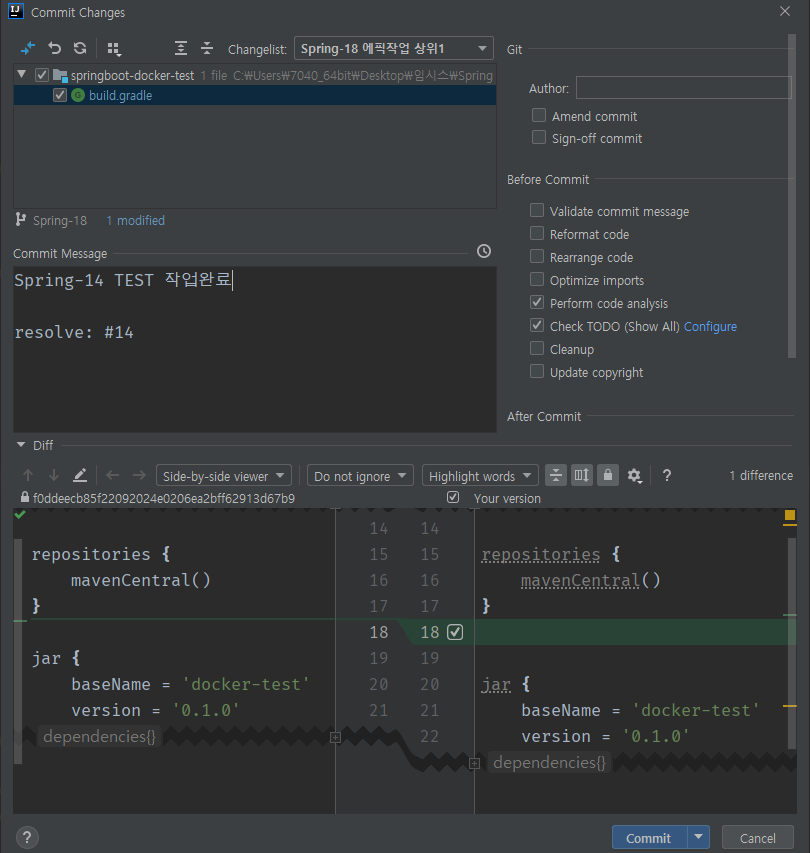 Commit Changes
Changelist: Spring-18 에픽작업 상위1
springboot-docker-test 1 file C:₩Users₩7040_64bit₩Desktop₩임시스₩Spring
build.gradle
Spring-18 1 modified
Commit Message
Spring-14 TEST 작업완료
resolve: #14
Git
Author:
Amend commit
Sign-off commit
Before Commit
Validate commit message
Reformat code
Rearrange code
Optimize imports
Perform code analysis
Check TODO (Show All) Configure
Cleanup
Update copyright
After Commit
Diff
Side-by-side viewer Do not ignore Highlight words ? 1 difference
f0ddeecb85f22092024e0206ea2bff62913d67b9 Your version
14 14
repositories { 15 15 repositories {
mavenCentral() 16 16 mavenCentral()
} 17 17 }
18 18
jar { 19 19
baseName = 'docker-test' 20 20 jar {
version = '0.1.0' 21 21 baseName = 'docker-test'
dependencies{} 22 version = '0.1.0'
dependencies{}
? Commit Cancel